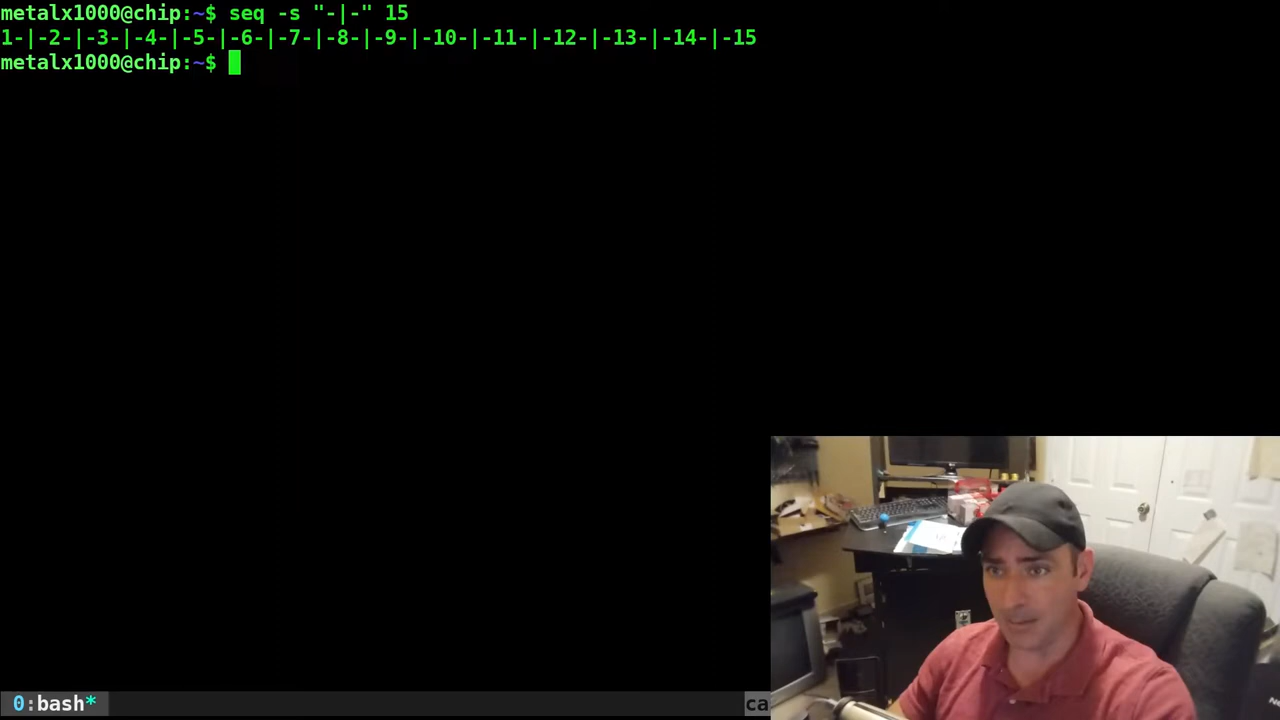 metalx1000@chip:~$ seq -s "-|-" 15
1-|-2-|-3-|-4-|-5-|-6-|-7-|-8-|-9-|-10-|-11-|-12-|-13-|-14-|-15
metalx1000@chip:~$
0:bash*
ca